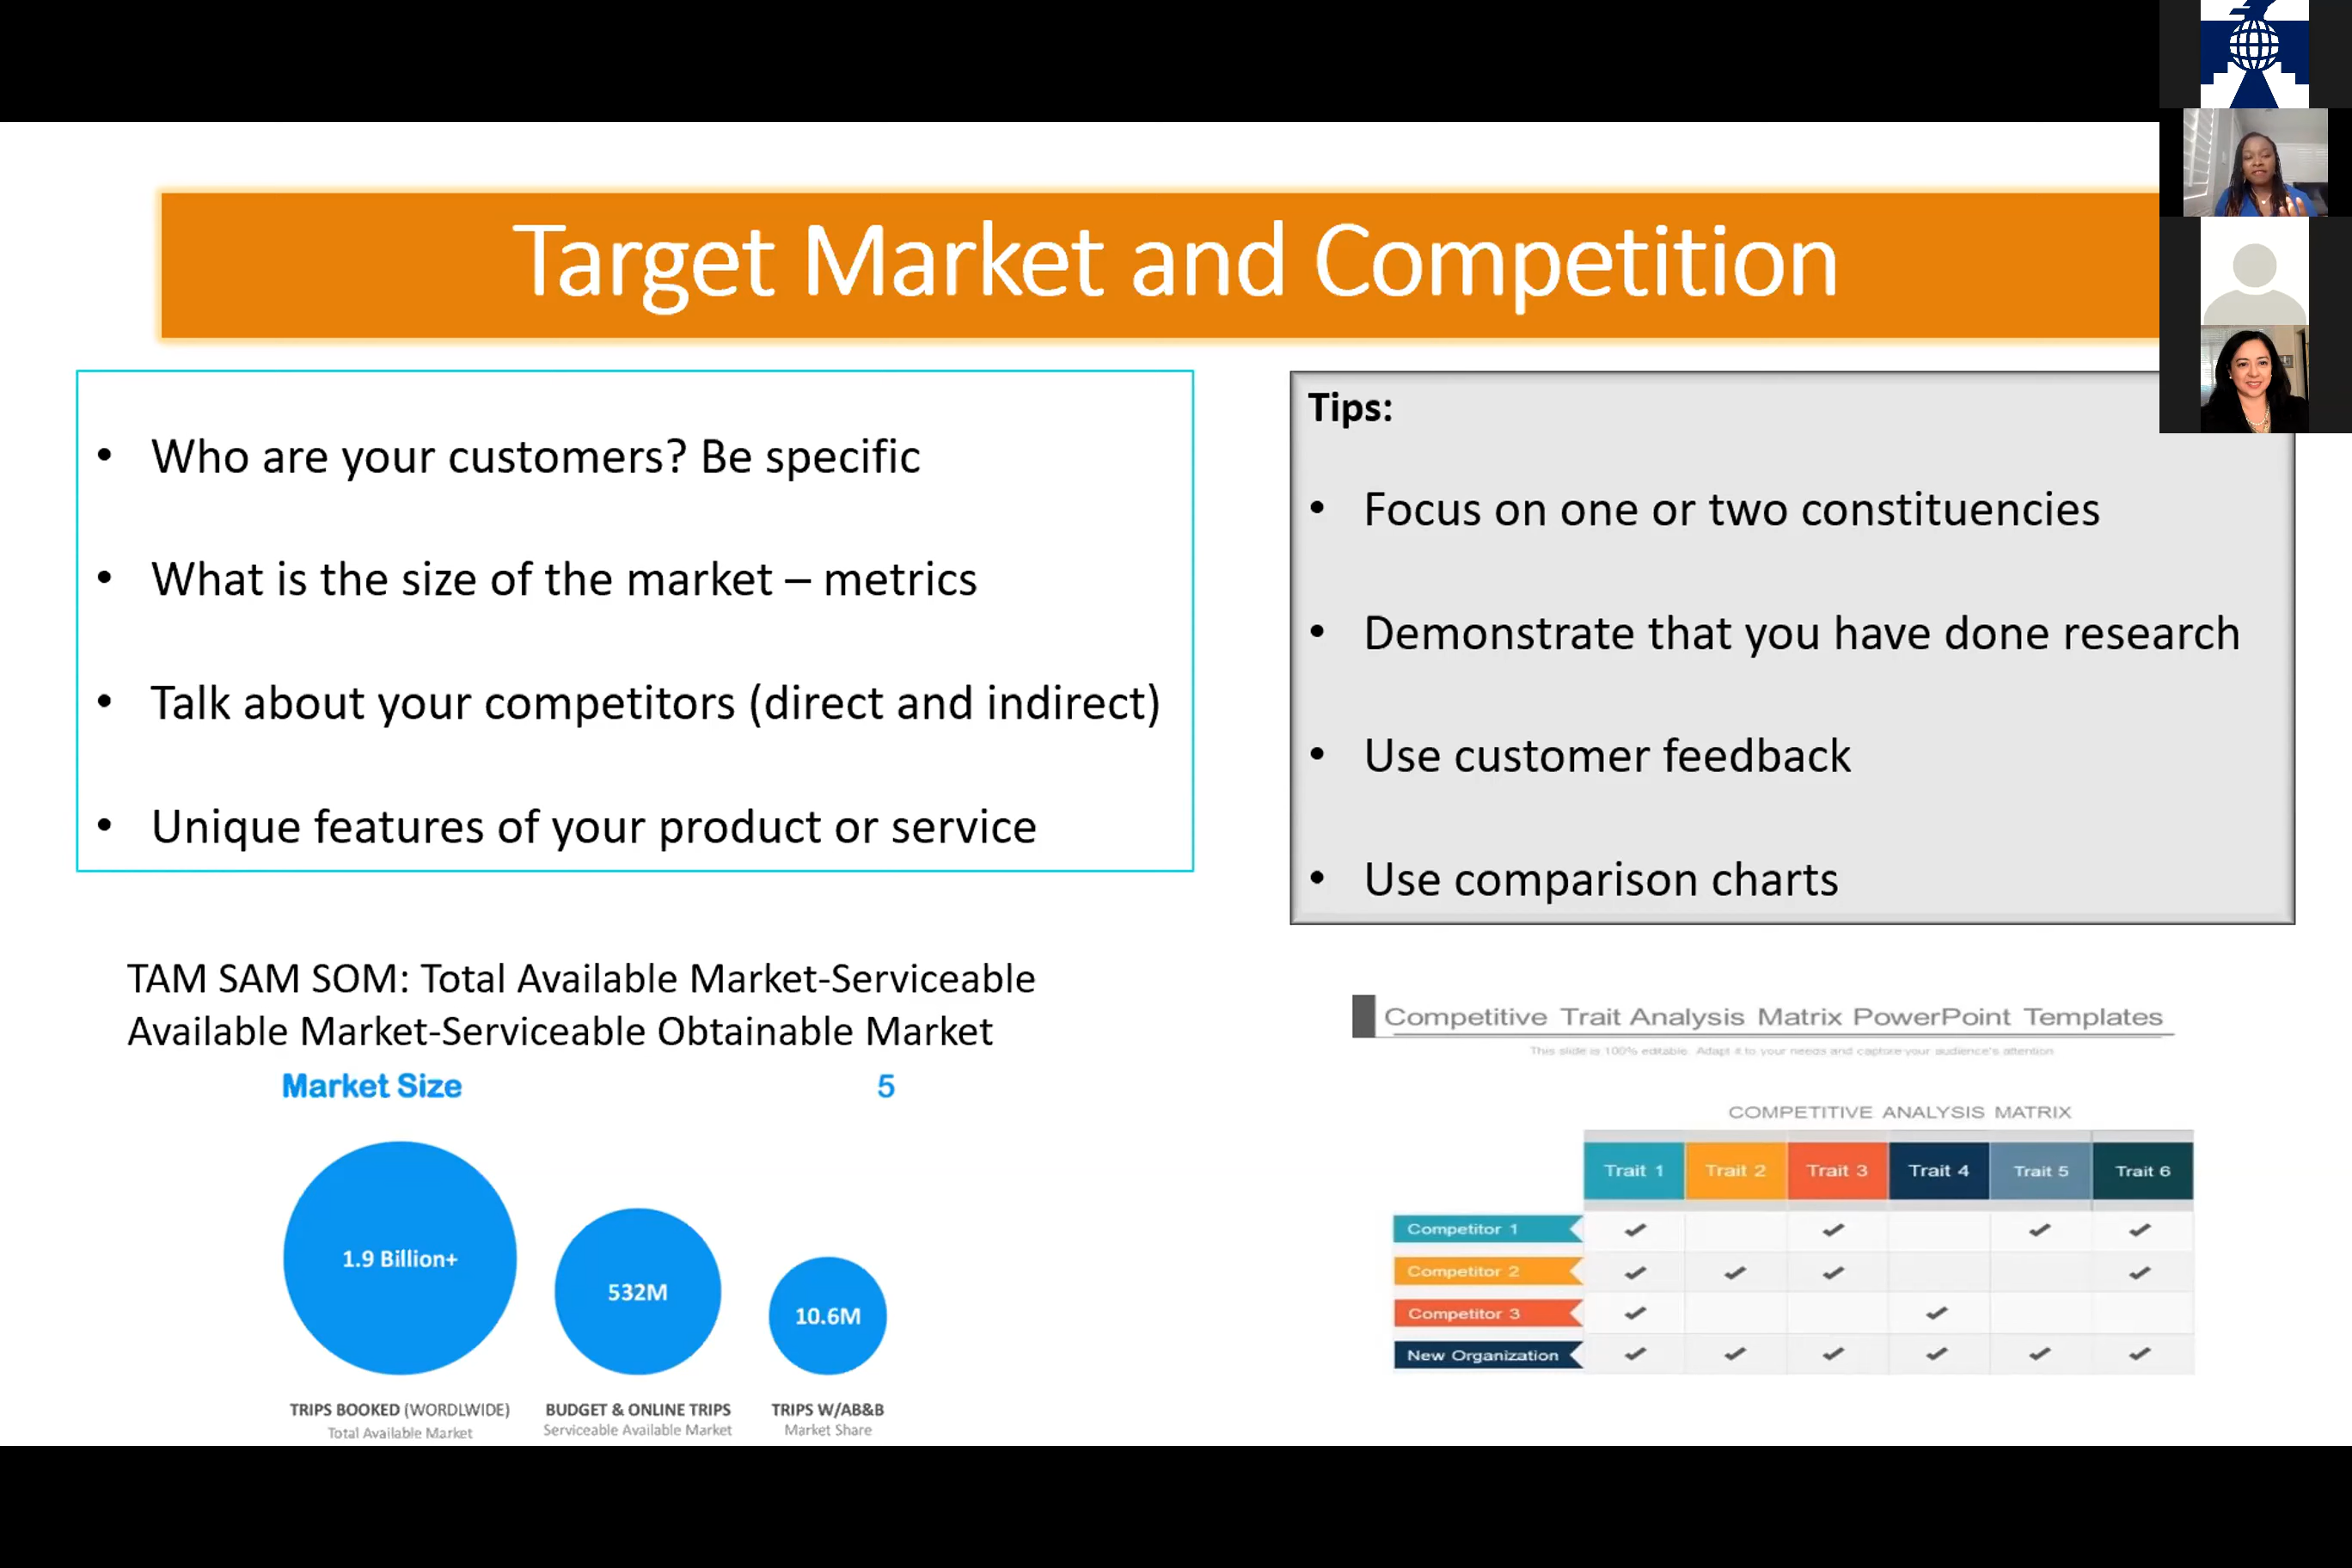 Target Market and Competition
• Who are your customers? Be specific
• What is the size of the market – metrics
• Talk about your competitors (direct and indirect)
• Unique features of your product or service
Tips:
• Focus on one or two constituencies
• Demonstrate that you have done research
• Use customer feedback
• Use comparison charts
TAM SAM SOM: Total Available Market-Serviceable
Available Market-Serviceable Obtainable Market
Market Size 5
1.9 Billion+
532M
10.6M
TRIPS BOOKED (WORDLWIDE)
Total Available Market
BUDGET & ONLINE TRIPS
Serviceable Available Market
TRIPS W/AB&B
Market Share
Competitive Trait Analysis Matrix PowerPoint Templates
This slide is 100% editable. Adapt it to your needs and capture your audience's attention
COMPETITIVE ANALYSIS MATRIX
Trait 1 Trait 2 Trait 3 Trait 4 Trait 5 Trait 6
Competitor 1
Competitor 2
Competitor 3
New Organization